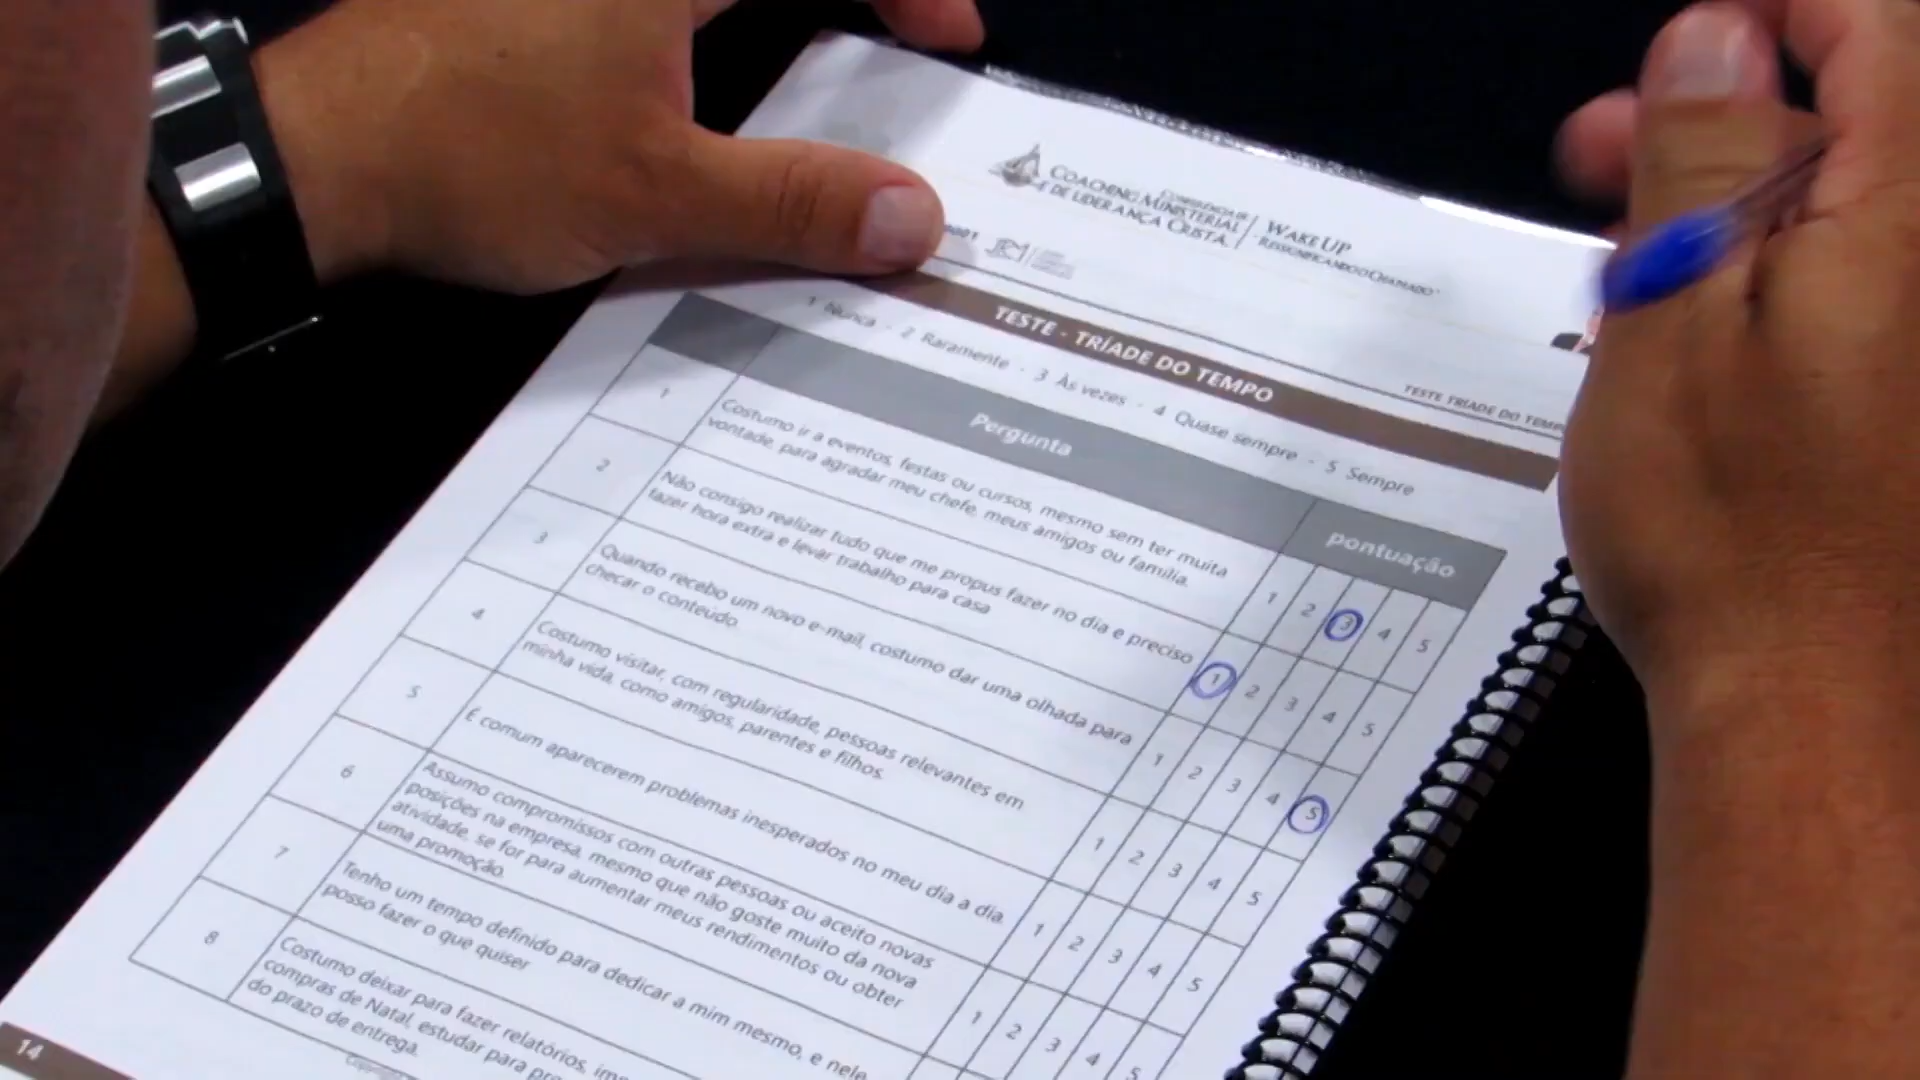 CONFERÊNCIA DE
COACHING MINISTERIAL
E DE LIDERANÇA CRISTÃ
WAKE UP
RESSIGNIFICANDO O CHAMADO
TESTE TRÍADE DO TEMPO
TESTE - TRÍADE DO TEMPO
1 Nunca - 2 Raramente - 3 Às vezes - 4 Quase sempre - 5 Sempre
Pergunta pontuação
1 Costumo ir a eventos, festas ou cursos, mesmo sem ter muita
vontade, para agradar meu chefe, meus amigos ou família.
1 2 3 4 5
2 Não consigo realizar tudo que me propus fazer no dia e preciso
fazer hora extra e levar trabalho para casa
1 2 3 4 5
3 Quando recebo um novo e-mail, costumo dar uma olhada para
checar o conteúdo.
1 2 3 4 5
4 Costumo visitar, com regularidade, pessoas relevantes em
minha vida, como amigos, parentes e filhos.
1 2 3 4 5
5 É comum aparecerem problemas inesperados no meu dia a dia.
1 2 3 4 5
6 Assumo compromissos com outras pessoas ou aceito novas
posições na empresa, mesmo que não goste muito da nova
atividade, se for para aumentar meus rendimentos ou obter
uma promoção.
1 2 3 4 5
7 Tenho um tempo definido para dedicar a mim mesmo, e nele
posso fazer o que quiser
8 Costumo deixar para fazer relatórios,
compras de Natal, estudar para
do prazo de entrega.
14